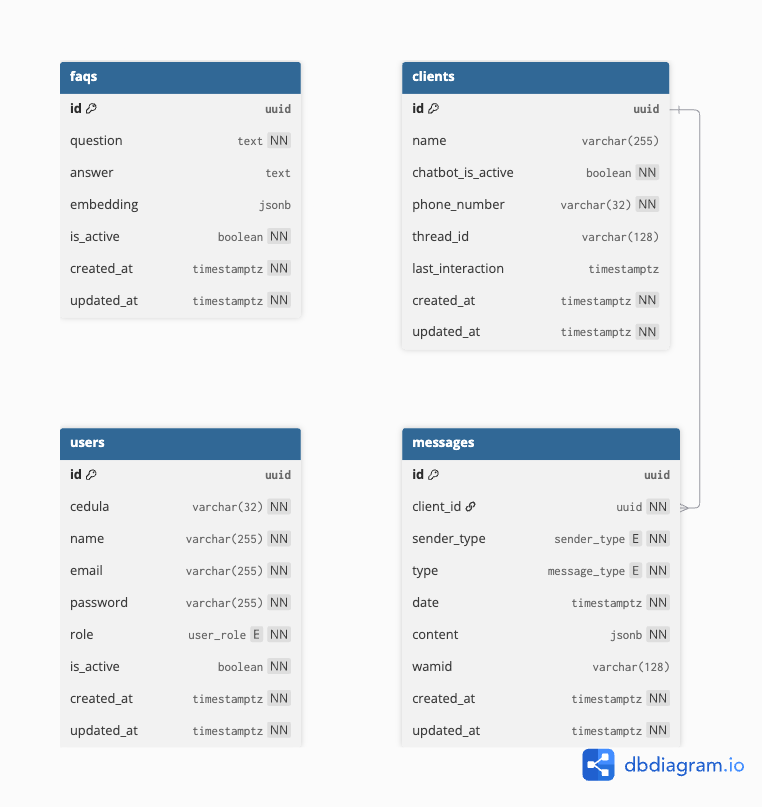 faqs
id uuid
question text NN
answer text
embedding jsonb
is_active boolean NN
created_at timestamptz NN
updated_at timestamptz NN
clients
id uuid
name varchar(255)
chatbot_is_active boolean NN
phone_number varchar(32) NN
thread_id varchar(128)
last_interaction timestamptz
created_at timestamptz NN
updated_at timestamptz NN
users
id uuid
cedula varchar(32) NN
name varchar(255) NN
email varchar(255) NN
password varchar(255) NN
role user_role E NN
is_active boolean NN
created_at timestamptz NN
updated_at timestamptz NN
messages
id uuid
client_id uuid NN
sender_type sender_type E NN
type message_type E NN
date timestamptz NN
content jsonb NN
wamid varchar(128)
created_at timestamptz NN
updated_at timestamptz NN
dbdiagram.io